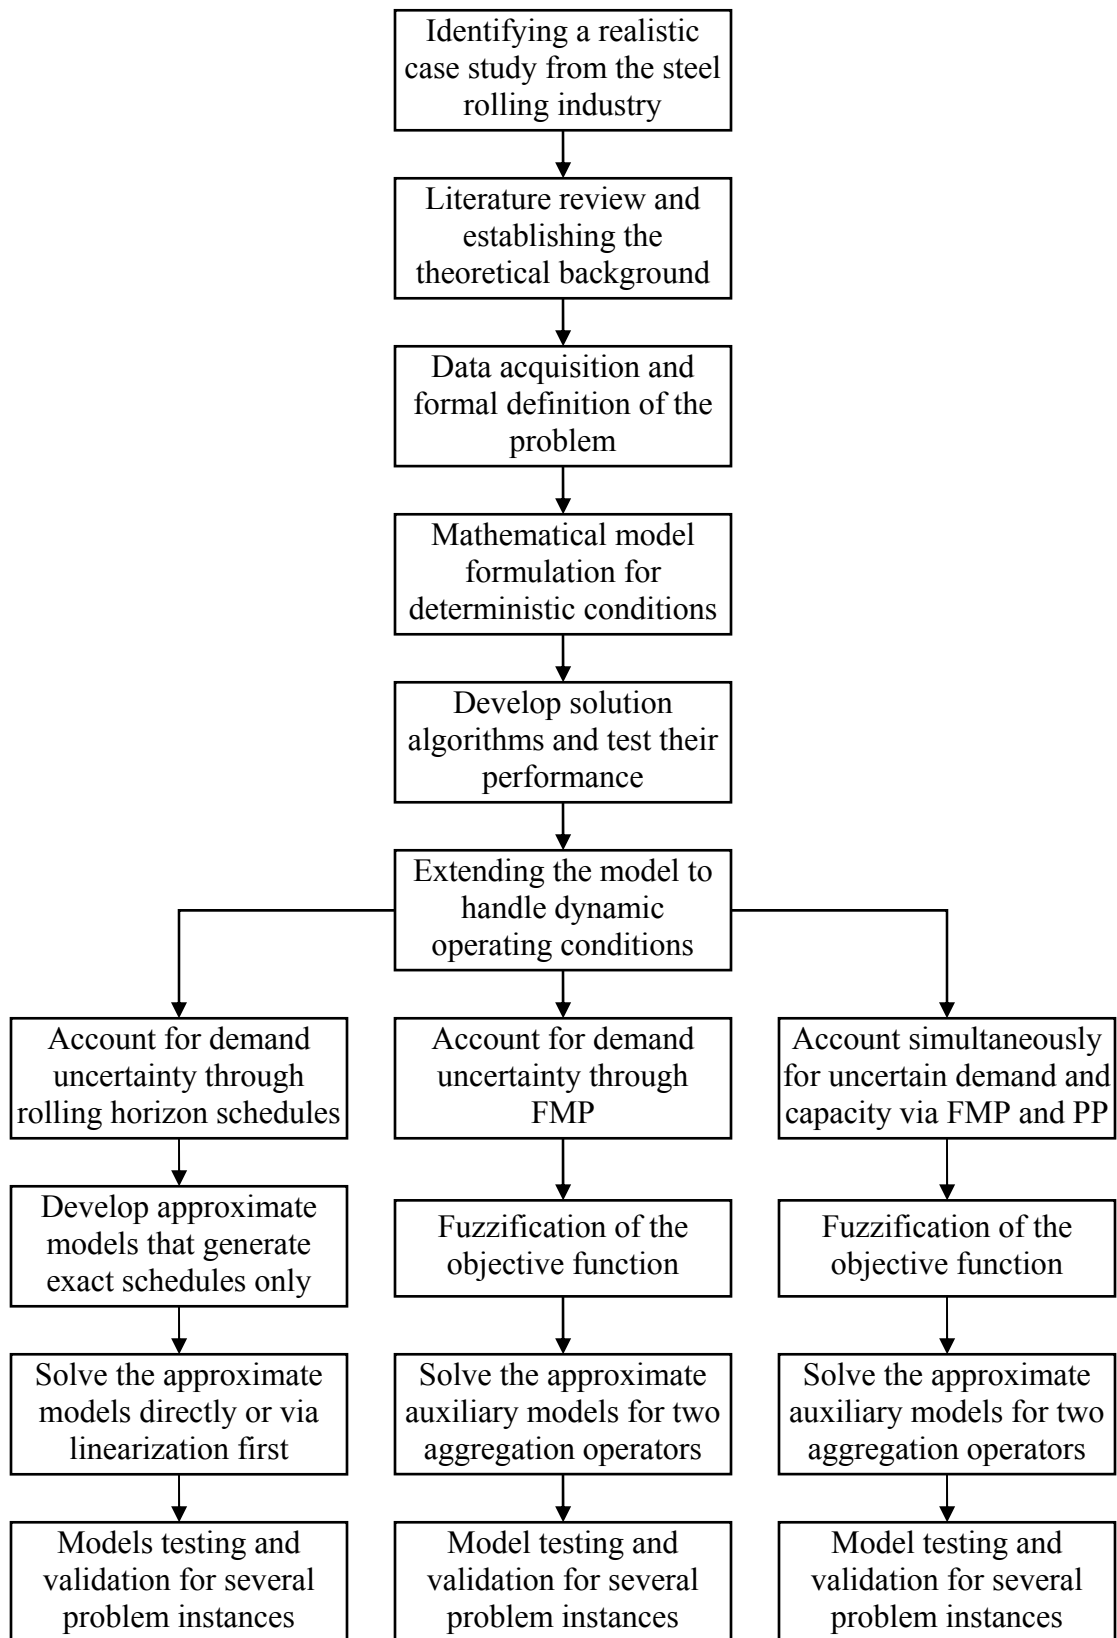 Identifying a realistic
case study from the steel
rolling industry
Literature review and
establishing the
theoretical background
Data acquisition and
formal definition of the
problem
Mathematical model
formulation for
deterministic conditions
Develop solution
algorithms and test their
performance
Extending the model to
handle dynamic
operating conditions
Account for demand
uncertainty through
rolling horizon schedules
Account for demand
uncertainty through
FMP
Account simultaneously
for uncertain demand and
capacity via FMP and PP
Develop approximate
models that generate
exact schedules only
Fuzzification of the
objective function
Fuzzification of the
objective function
Solve the approximate
models directly or via
linearization first
Solve the approximate
auxiliary models for two
aggregation operators
Solve the approximate
auxiliary models for two
aggregation operators
Models testing and
validation for several
problem instances
Model testing and
validation for several
problem instances
Model testing and
validation for several
problem instances